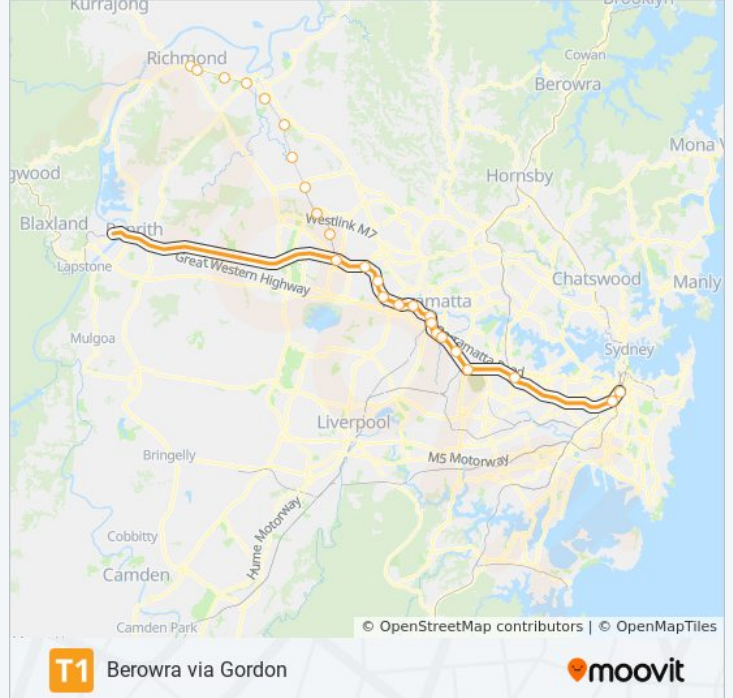 Kurrajong
Brooklyn
Richmond
Cowan
Berowra
Mona V
gwood
Hornsby
Blaxland
Penrith
Westlink M7
Lapstone
Great Western Highway
Chatswood
Manly
amatta
Mulgoa
Parramatta Road
Sydney
Liverpool
Bringelly
M5 Motorway
Hume Motorway
Cobbitty
Camden
Camden Park
© OpenStreetMap contributors | © OpenMapTiles
T1 Berowra via Gordon
moovit